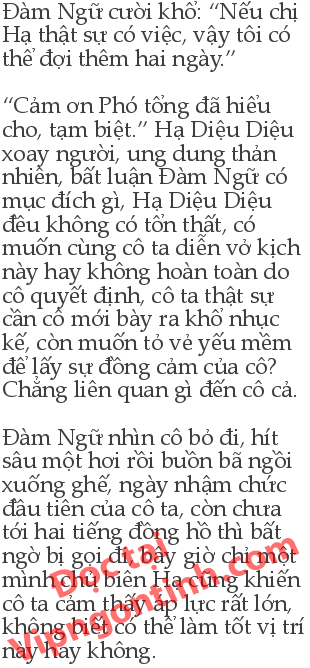 Đàm Ngữ cười khổ: “Nếu chị
Hạ thật sự có việc, vậy tôi có
thể đợi thêm hai ngày.”
“Cảm ơn Phó tổng đã hiểu
cho, tạm biệt.” Hạ Diệu Diệu
xoay người, ung dung thản
nhiên, bất luận Đàm Ngữ có
mục đích gì, Hạ Diệu Diệu
đều không có tổn thất, có
muốn cùng cô ta diễn vở kịch
này hay không hoàn toàn do
cô quyết định, cô ta thật sự
cần cô mới bày ra khổ nhục
kế, còn muốn tỏ vẻ yếu mềm
để lấy sự đồng cảm của cô?
Chẳng liên quan gì đến cô cả.
Đàm Ngữ nhìn cô bỏ đi, hít
sâu một hơi rồi buồn bã ngồi
xuống ghế, ngày nhậm chức
đầu tiên của cô ta, còn chưa
tới hai tiếng đồng hồ thì bất
ngờ bị gọi đi, bây giờ chỉ một
mình chủ biên Hạ cũng khiến
cô ta cảm thấy áp lực rất lớn,
không biết có thể làm tốt vị trí
này hay không.
Đọc tại
Vipngontinh.com